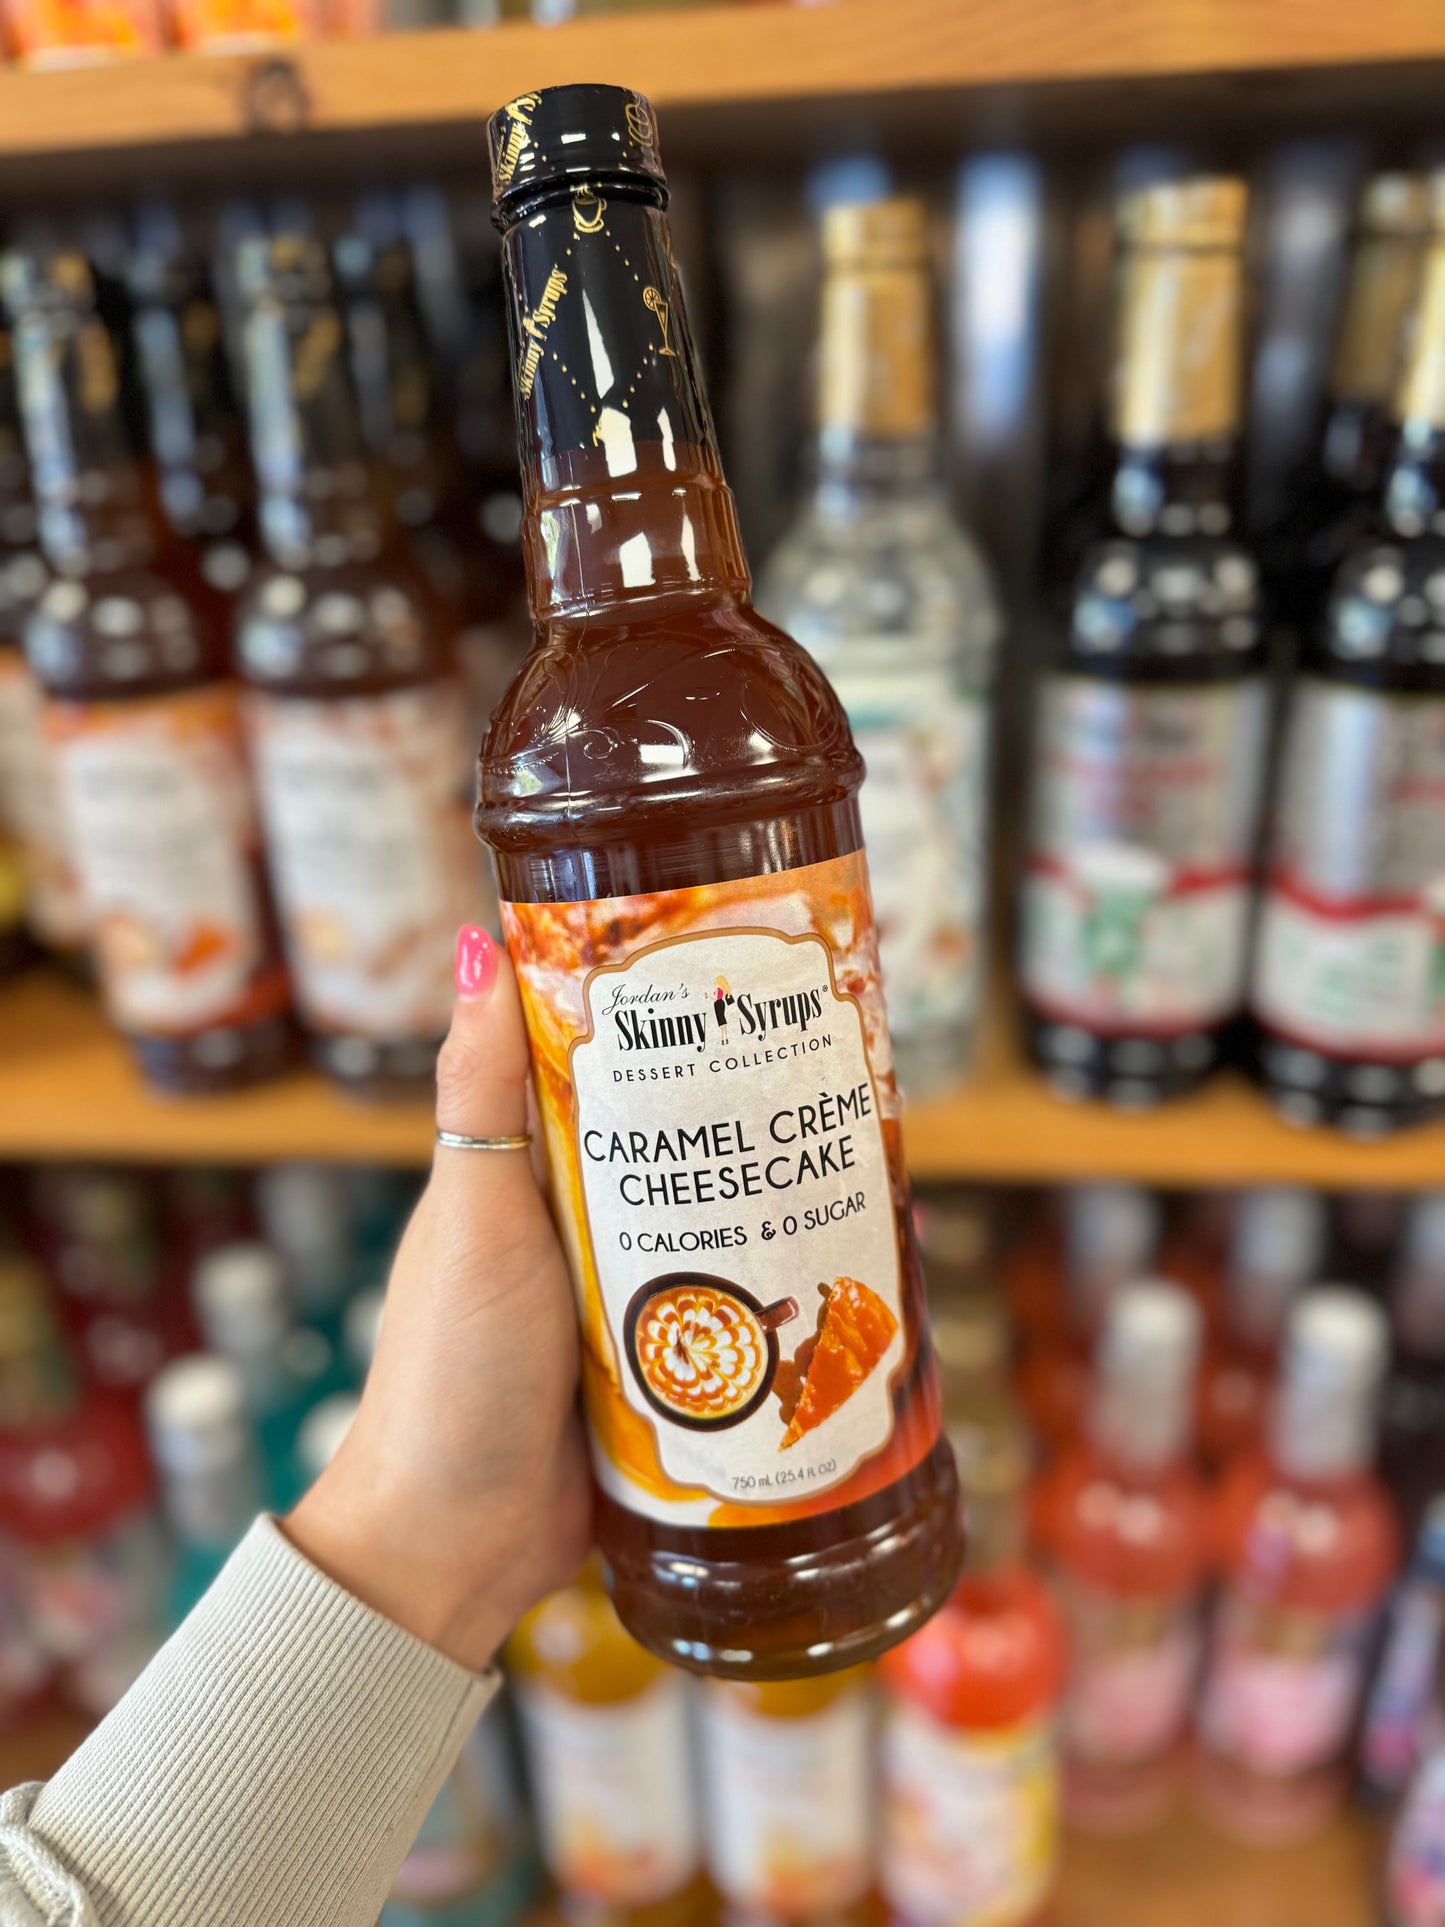 Skinny Syrups
Skinny Syrups
Jordan's
Skinny Syrups®
DESSERT COLLECTION
CARAMEL CRÈME
CHEESECAKE
0 CALORIES & 0 SUGAR
750 mL (25.4 fl oz)